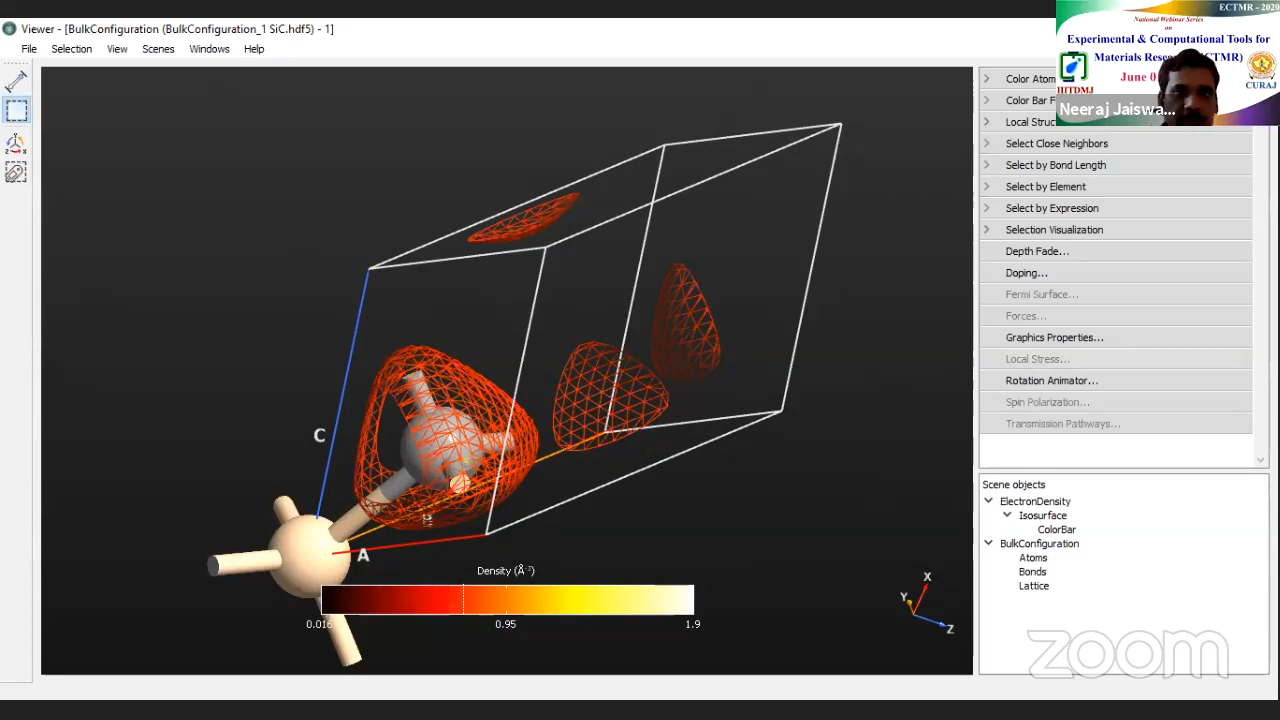 Viewer - [BulkConfiguration (BulkConfiguration_1 SiC.hdf5) - 1]
File Selection View Scenes Windows Help
ECTMR - 2020
National Webinar Series
on
Experimental & Computational Tools for
Materials
June 0
IIITDMJ
CURAJ
Neeraj Jaiswa...
Color Atom
Color Bar F
Local Struc
Select Close Neighbors
Select by Bond Length
Select by Element
Select by Expression
Selection Visualization
Depth Fade...
Doping...
Fermi Surface...
Forces...
Graphics Properties...
Local Stress...
Rotation Animator...
Spin Polarization...
Transmission Pathways...
C
B
A
Density (Å⁻³)
0.016
0.95
1.9
X
Y
Z
Scene objects
ElectronDensity
Isosurface
ColorBar
BulkConfiguration
Atoms
Bonds
Lattice
zoom